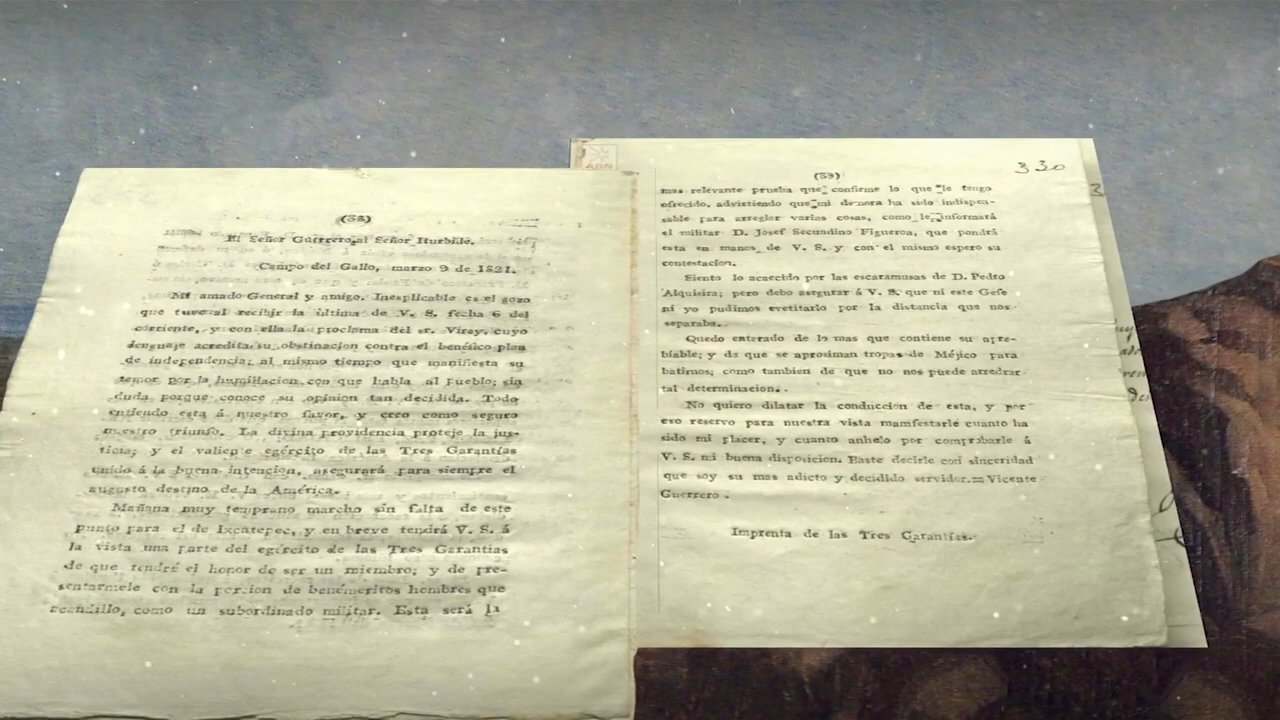 (38)
El Señor Guerrero al Señor Iturbide.
Campo del Gallo, marzo 9 de 1821.
Mi amado General y amigo. Inesplicable es el gozo
que tuve al recibir la última de V. S. fecha 6 del
corriente, y con ella la proclama del sr. Virey, cuyo
lenguaje acredita su obstinacion contra el benéfico plan
de independencia; al mismo tiempo que manifiesta su
temor por la humillacion con que habla al Pueblo; sin
duda porque conoce su opinion tan decidida. Todo
entiendo está á nuestro favor, y creo como seguro
nuestro triunfo. La divina providencia proteje la jus-
ticia; y el valiente egército de las Tres Garantías
unido á la buena intencion, asegurará para siempre el
augusto destino de la América.
Mañana muy temprano marcho sin falta de este
punto para el de Ixcatepec, y en breve tendrá V. S. á
la vista una parte del egército de las Tres Garantías
de que tendré el honor de ser un miembro; y de pre-
sentarmele con la porcion de beneméritos hombres que
acaudillo, como un subordinado militar. Esta será la
330
(39)
mas relevante prueba que confirme lo que le tengo
ofrecido, advirtiendo que mi demora ha sido indispen-
sable para arreglar varias cosas, como le informará
el militar D. Josef Secundino Figueroa, que pondrá
esta en manos de V. S. y con el mismo espero su
contestacion.
Siento lo acaecido por las escaramusas de D. Pedro
Alquisira; pero debo asegurar á V. S. que ni este Gefe
ni yo pudimos evetitarlo por la distancia que nos
separaba.
Quedo enterado de lo mas que contiene su apre-
biable; y de que se aprosiman tropas de Méjico para
batirnos; como tambien de que no nos puede arredrar
tal determinacion.
No quiero dilatar la conduccion de esta, y por
eso reservo para nuestra vista manifestarle cuanto ha
sido mi placer, y cuanto anhelo por comprobarle á
V. S. mi buena disposicion. Baste decirle con sinceridad
que soy su mas adicto y decidido servidor.=Vicente
Guerrero.
Imprenta de las Tres Garantías.
AGN
3